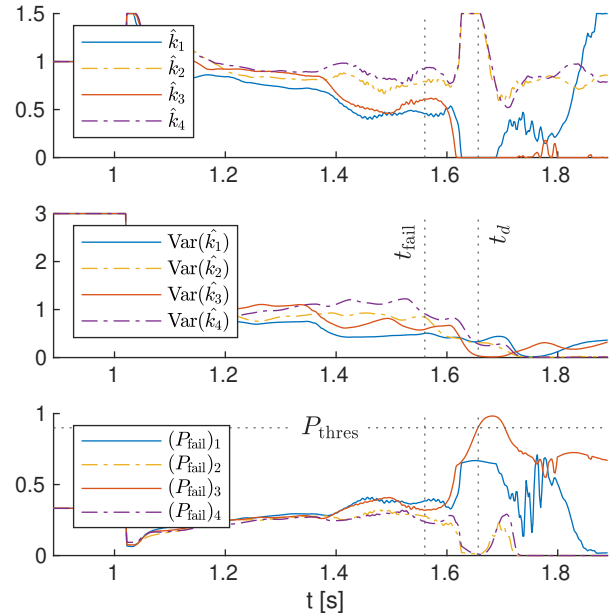 1.5
1
0.5
0
k̂₁
k̂₂
k̂₃
k̂₄
1 1.2 1.4 1.6 1.8
3
2
1
0
Var(k̂₁)
Var(k̂₂)
Var(k̂₃)
Var(k̂₄)
t_fail
t_d
1 1.2 1.4 1.6 1.8
1
0.5
0
(P_fail)₁
(P_fail)₂
(P_fail)₃
(P_fail)₄
P_thres
1 1.2 1.4 1.6 1.8
t [s]